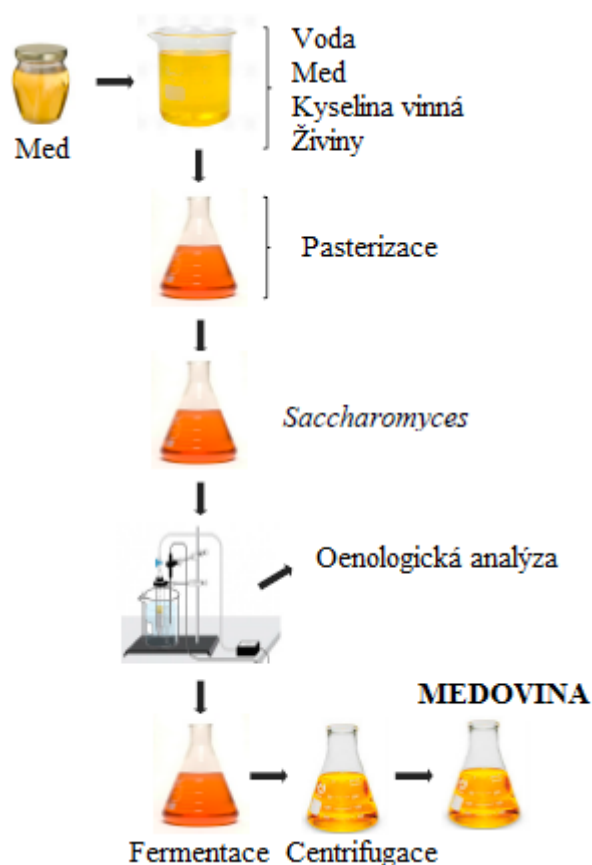 Med
Voda
Med
Kyselina vinná
Živiny
Pasterizace
Saccharomyces
Oenologická analýza
MEDOVINA
Fermentace
Centrifugace